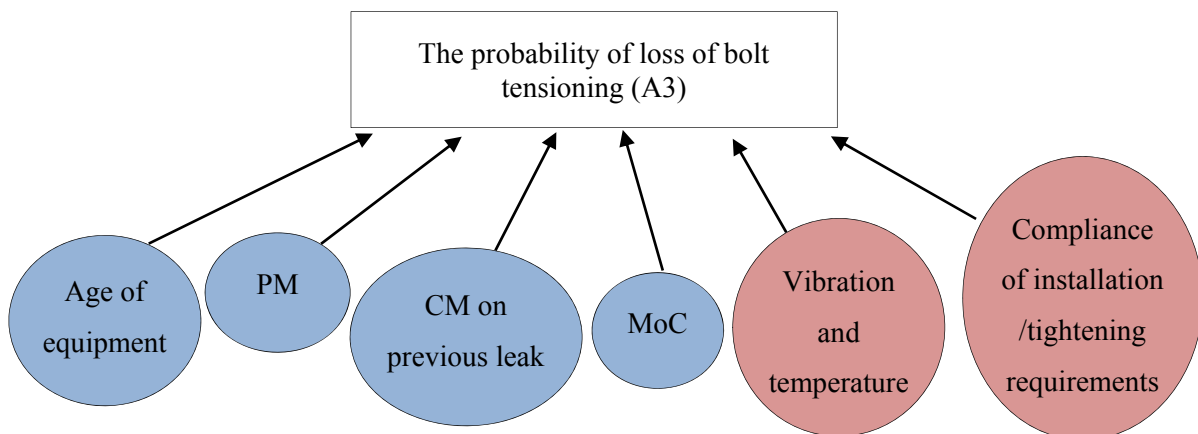 The probability of loss of bolt
tensioning (A3)
Age of
equipment
PM
CM on
previous leak
MoC
Vibration
and
temperature
Compliance
of installation
/tightening
requirements